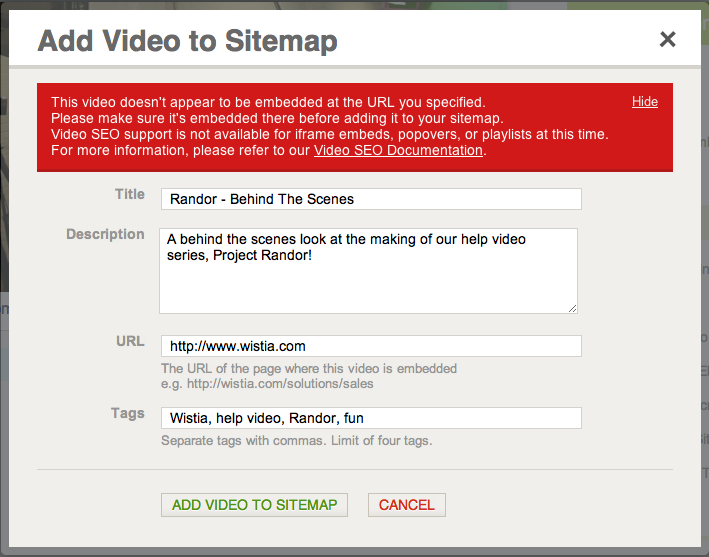 Add Video to Sitemap
This video doesn't appear to be embedded at the URL you specified.
Hide
Please make sure it's embedded there before adding it to your sitemap.
Video SEO support is not available for iframe embeds, popovers, or playlists at this time.
For more information, please refer to our Video SEO Documentation.
Title
Randor - Behind The Scenes
Description
A behind the scenes look at the making of our help video
series, Project Randor!
URL
http://www.wistia.com
The URL of the page where this video is embedded
e.g. http://wistia.com/solutions/sales
Tags
Wistia, help video, Randor, fun
Separate tags with commas. Limit of four tags.
ADD VIDEO TO SITEMAP
CANCEL